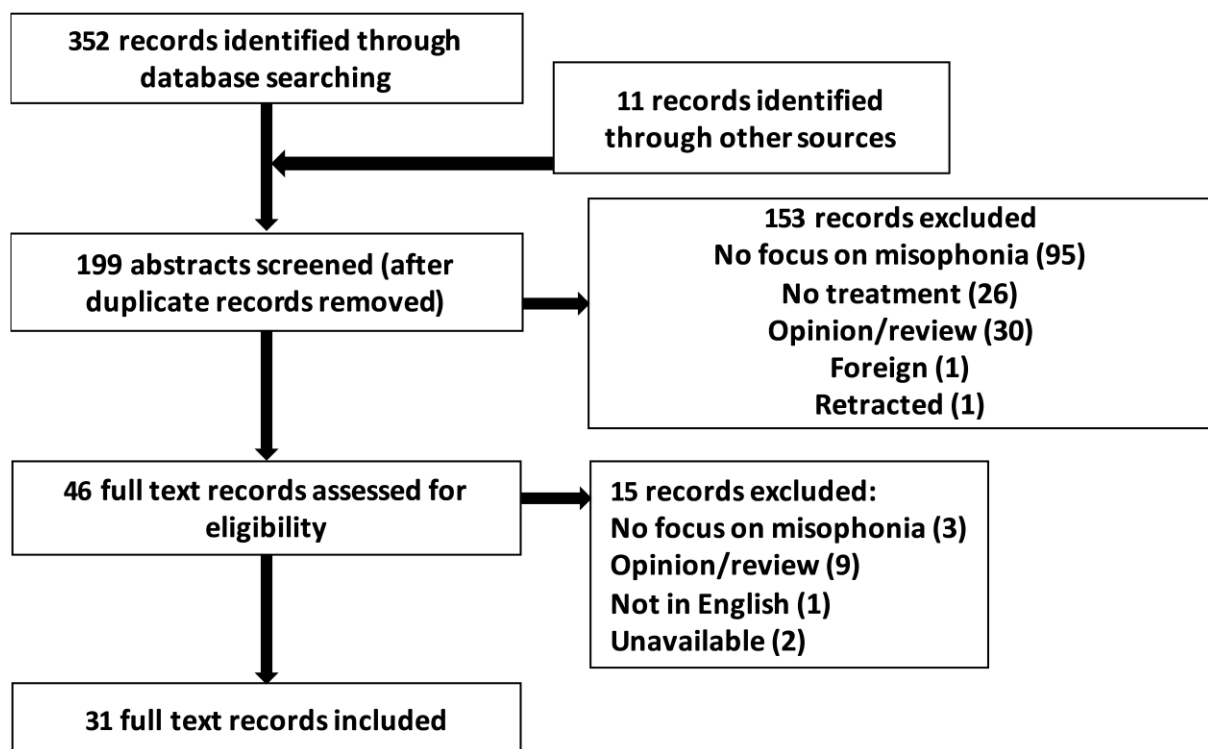 352 records identified through
database searching
11 records identified
through other sources
199 abstracts screened (after
duplicate records removed)
153 records excluded
No focus on misophonia (95)
No treatment (26)
Opinion/review (30)
Foreign (1)
Retracted (1)
46 full text records assessed for
eligibility
15 records excluded:
No focus on misophonia (3)
Opinion/review (9)
Not in English (1)
Unavailable (2)
31 full text records included